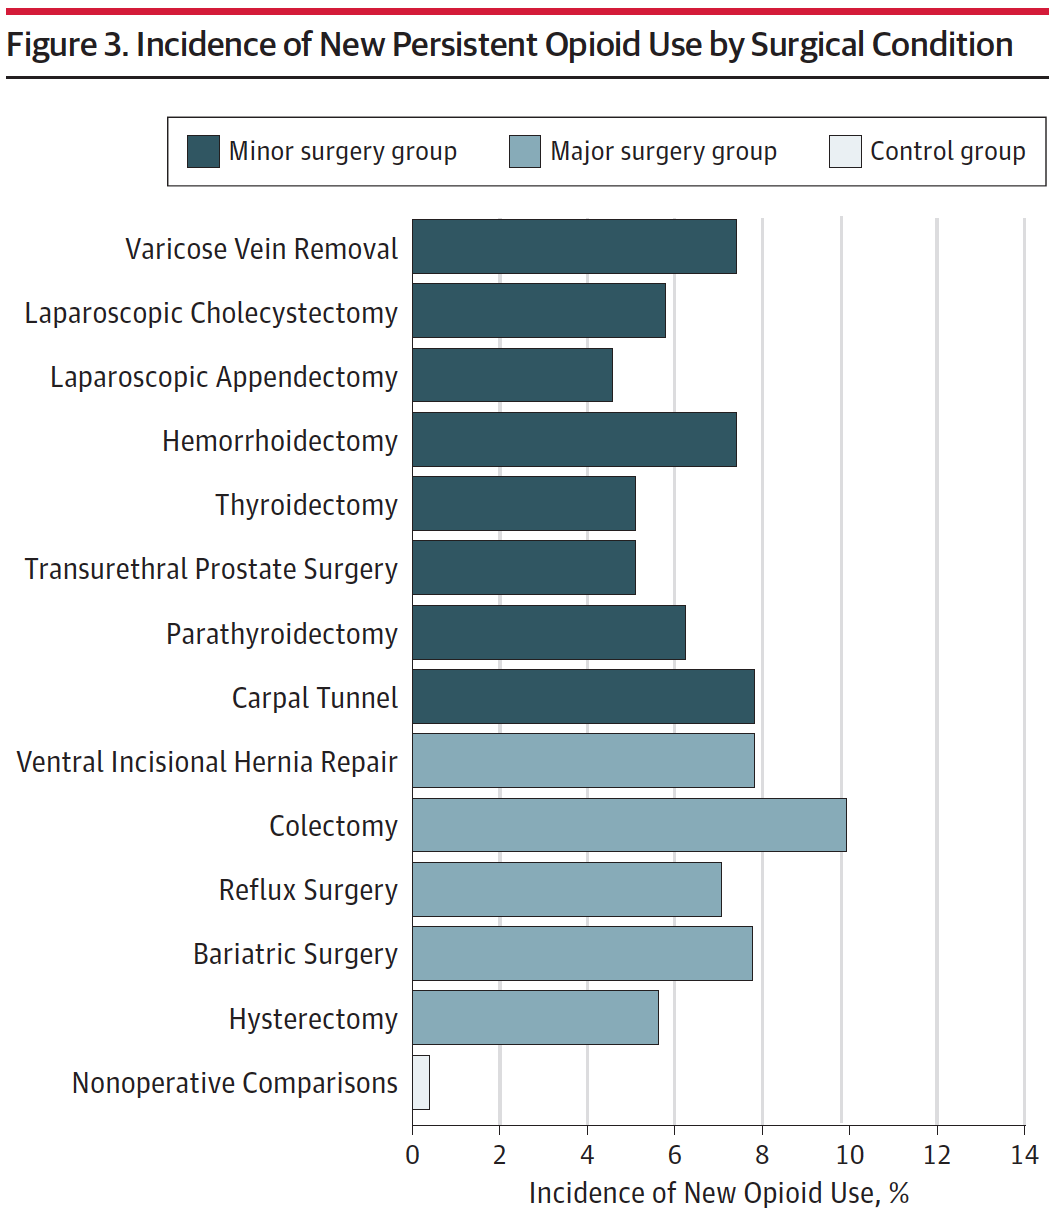 Figure 3. Incidence of New Persistent Opioid Use by Surgical Condition
Minor surgery group Major surgery group Control group
Varicose Vein Removal
Laparoscopic Cholecystectomy
Laparoscopic Appendectomy
Hemorrhoidectomy
Thyroidectomy
Transurethral Prostate Surgery
Parathyroidectomy
Carpal Tunnel
Ventral Incisional Hernia Repair
Colectomy
Reflux Surgery
Bariatric Surgery
Hysterectomy
Nonoperative Comparisons
0 2 4 6 8 10 12 14
Incidence of New Opioid Use, %